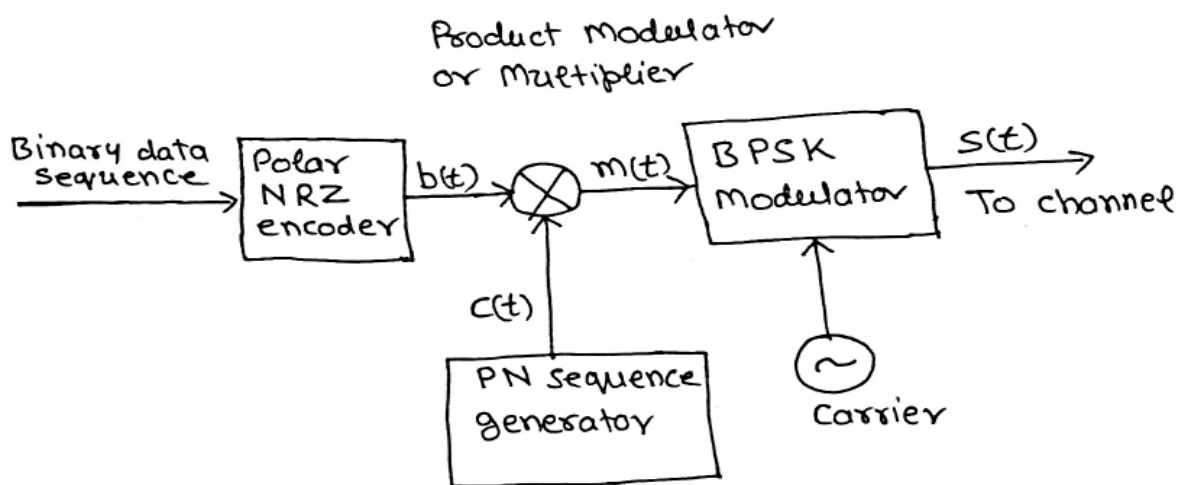 Product Modulator
or Multiplier
Binary data
sequence
Polar
NRZ
encoder
b(t)
m(t)
BPSK
Modulator
s(t)
To channel
c(t)
PN sequence
generator
~
Carrier